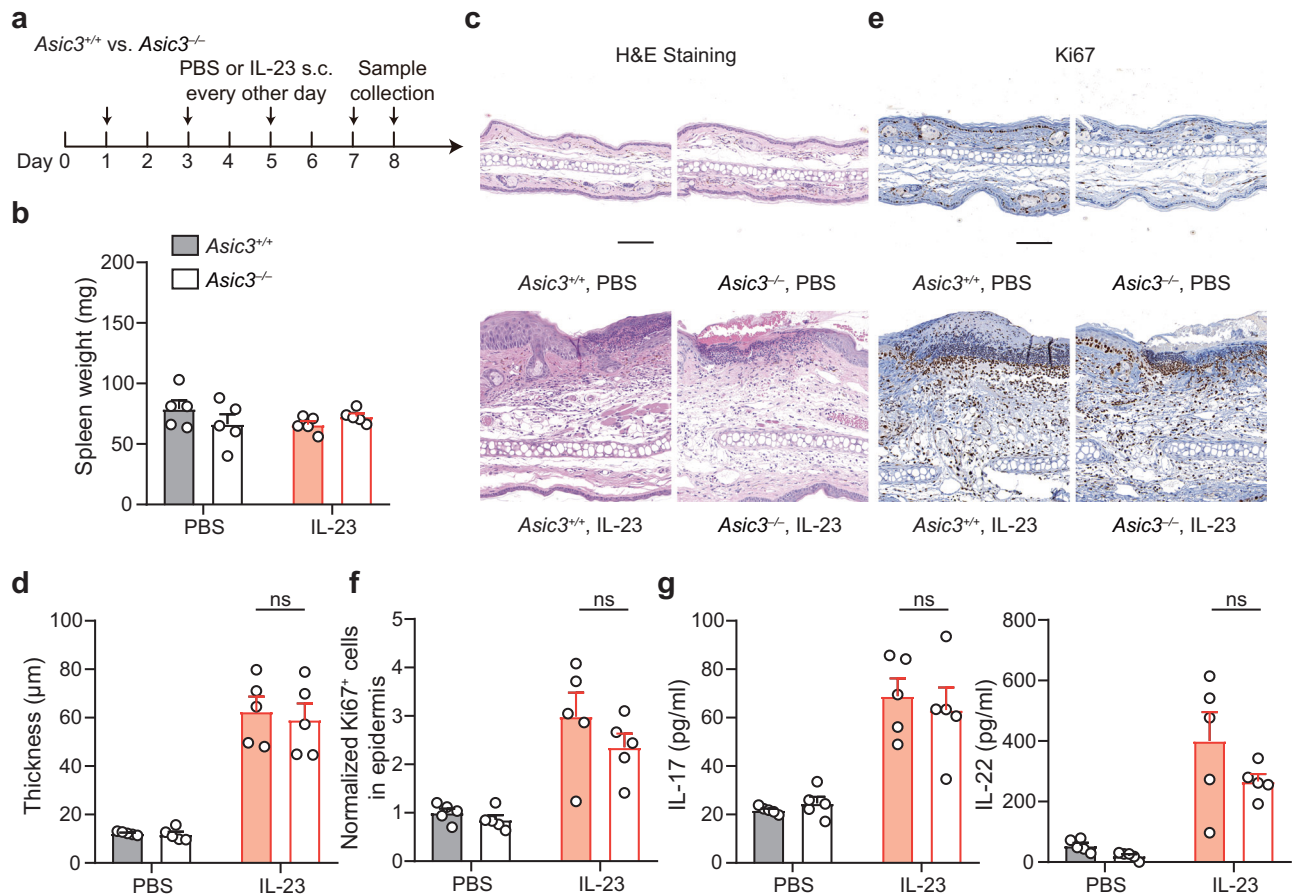 a
Asic3+/+ vs. Asic3–/–
PBS or IL-23 s.c.
every other day
Sample
collection
Day 0 1 2 3 4 5 6 7 8
b
Asic3+/+
Asic3–/–
Spleen weight (mg)
200
150
100
50
0
PBS IL-23
c
H&E Staining
Asic3+/+, PBS Asic3–/–, PBS
Asic3+/+, IL-23 Asic3–/–, IL-23
e
Ki67
Asic3+/+, PBS Asic3–/–, PBS
Asic3+/+, IL-23 Asic3–/–, IL-23
d
ns
Thickness (μm)
100
80
60
40
20
0
PBS IL-23
f
ns
Normalized Ki67+ cells
in epidermis
5
4
3
2
1
0
PBS IL-23
g
ns
IL-17 (pg/ml)
100
80
60
40
20
0
PBS IL-23
ns
IL-22 (pg/ml)
800
600
400
200
0
PBS IL-23